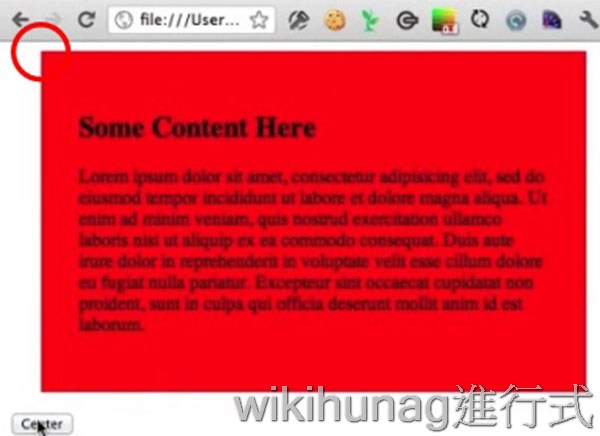 file:///User...
Some Content Here
Lorem ipsum dolor sit amet, consectetur adipisicing elit, sed do
eiusmod tempor incididunt ut labore et dolore magna aliqua. Ut
enim ad minim veniam, quis nostrud exercitation ullamco
laboris nisi ut aliquip ex ea commodo consequat. Duis aute
irure dolor in reprehenderit in voluptate velit esse cillum dolore
eu fugiat nulla pariatur. Excepteur sint occaecat cupidatat non
proident, sunt in culpa qui officia deserunt mollit anim id est
laborum.
Center
wikihunag進行式